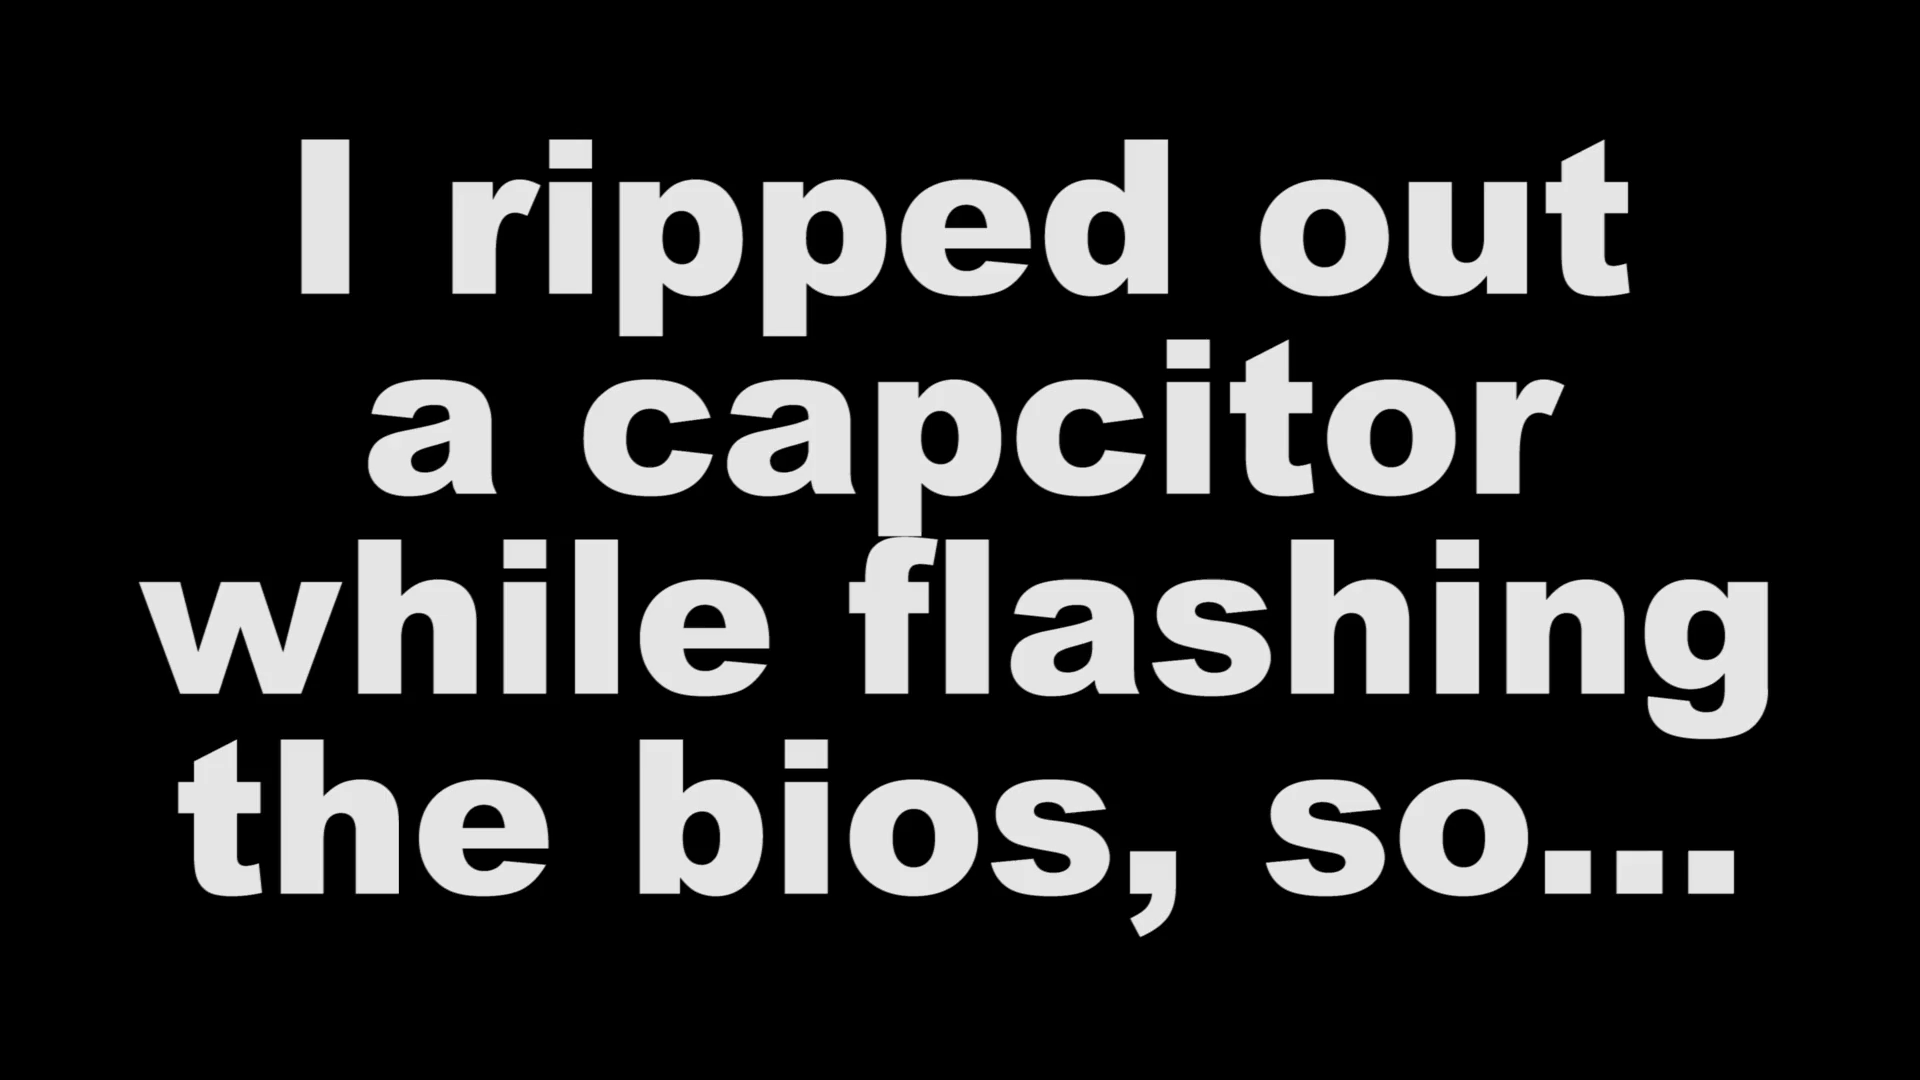 I ripped out
a capcitor
while flashing
the bios, so...